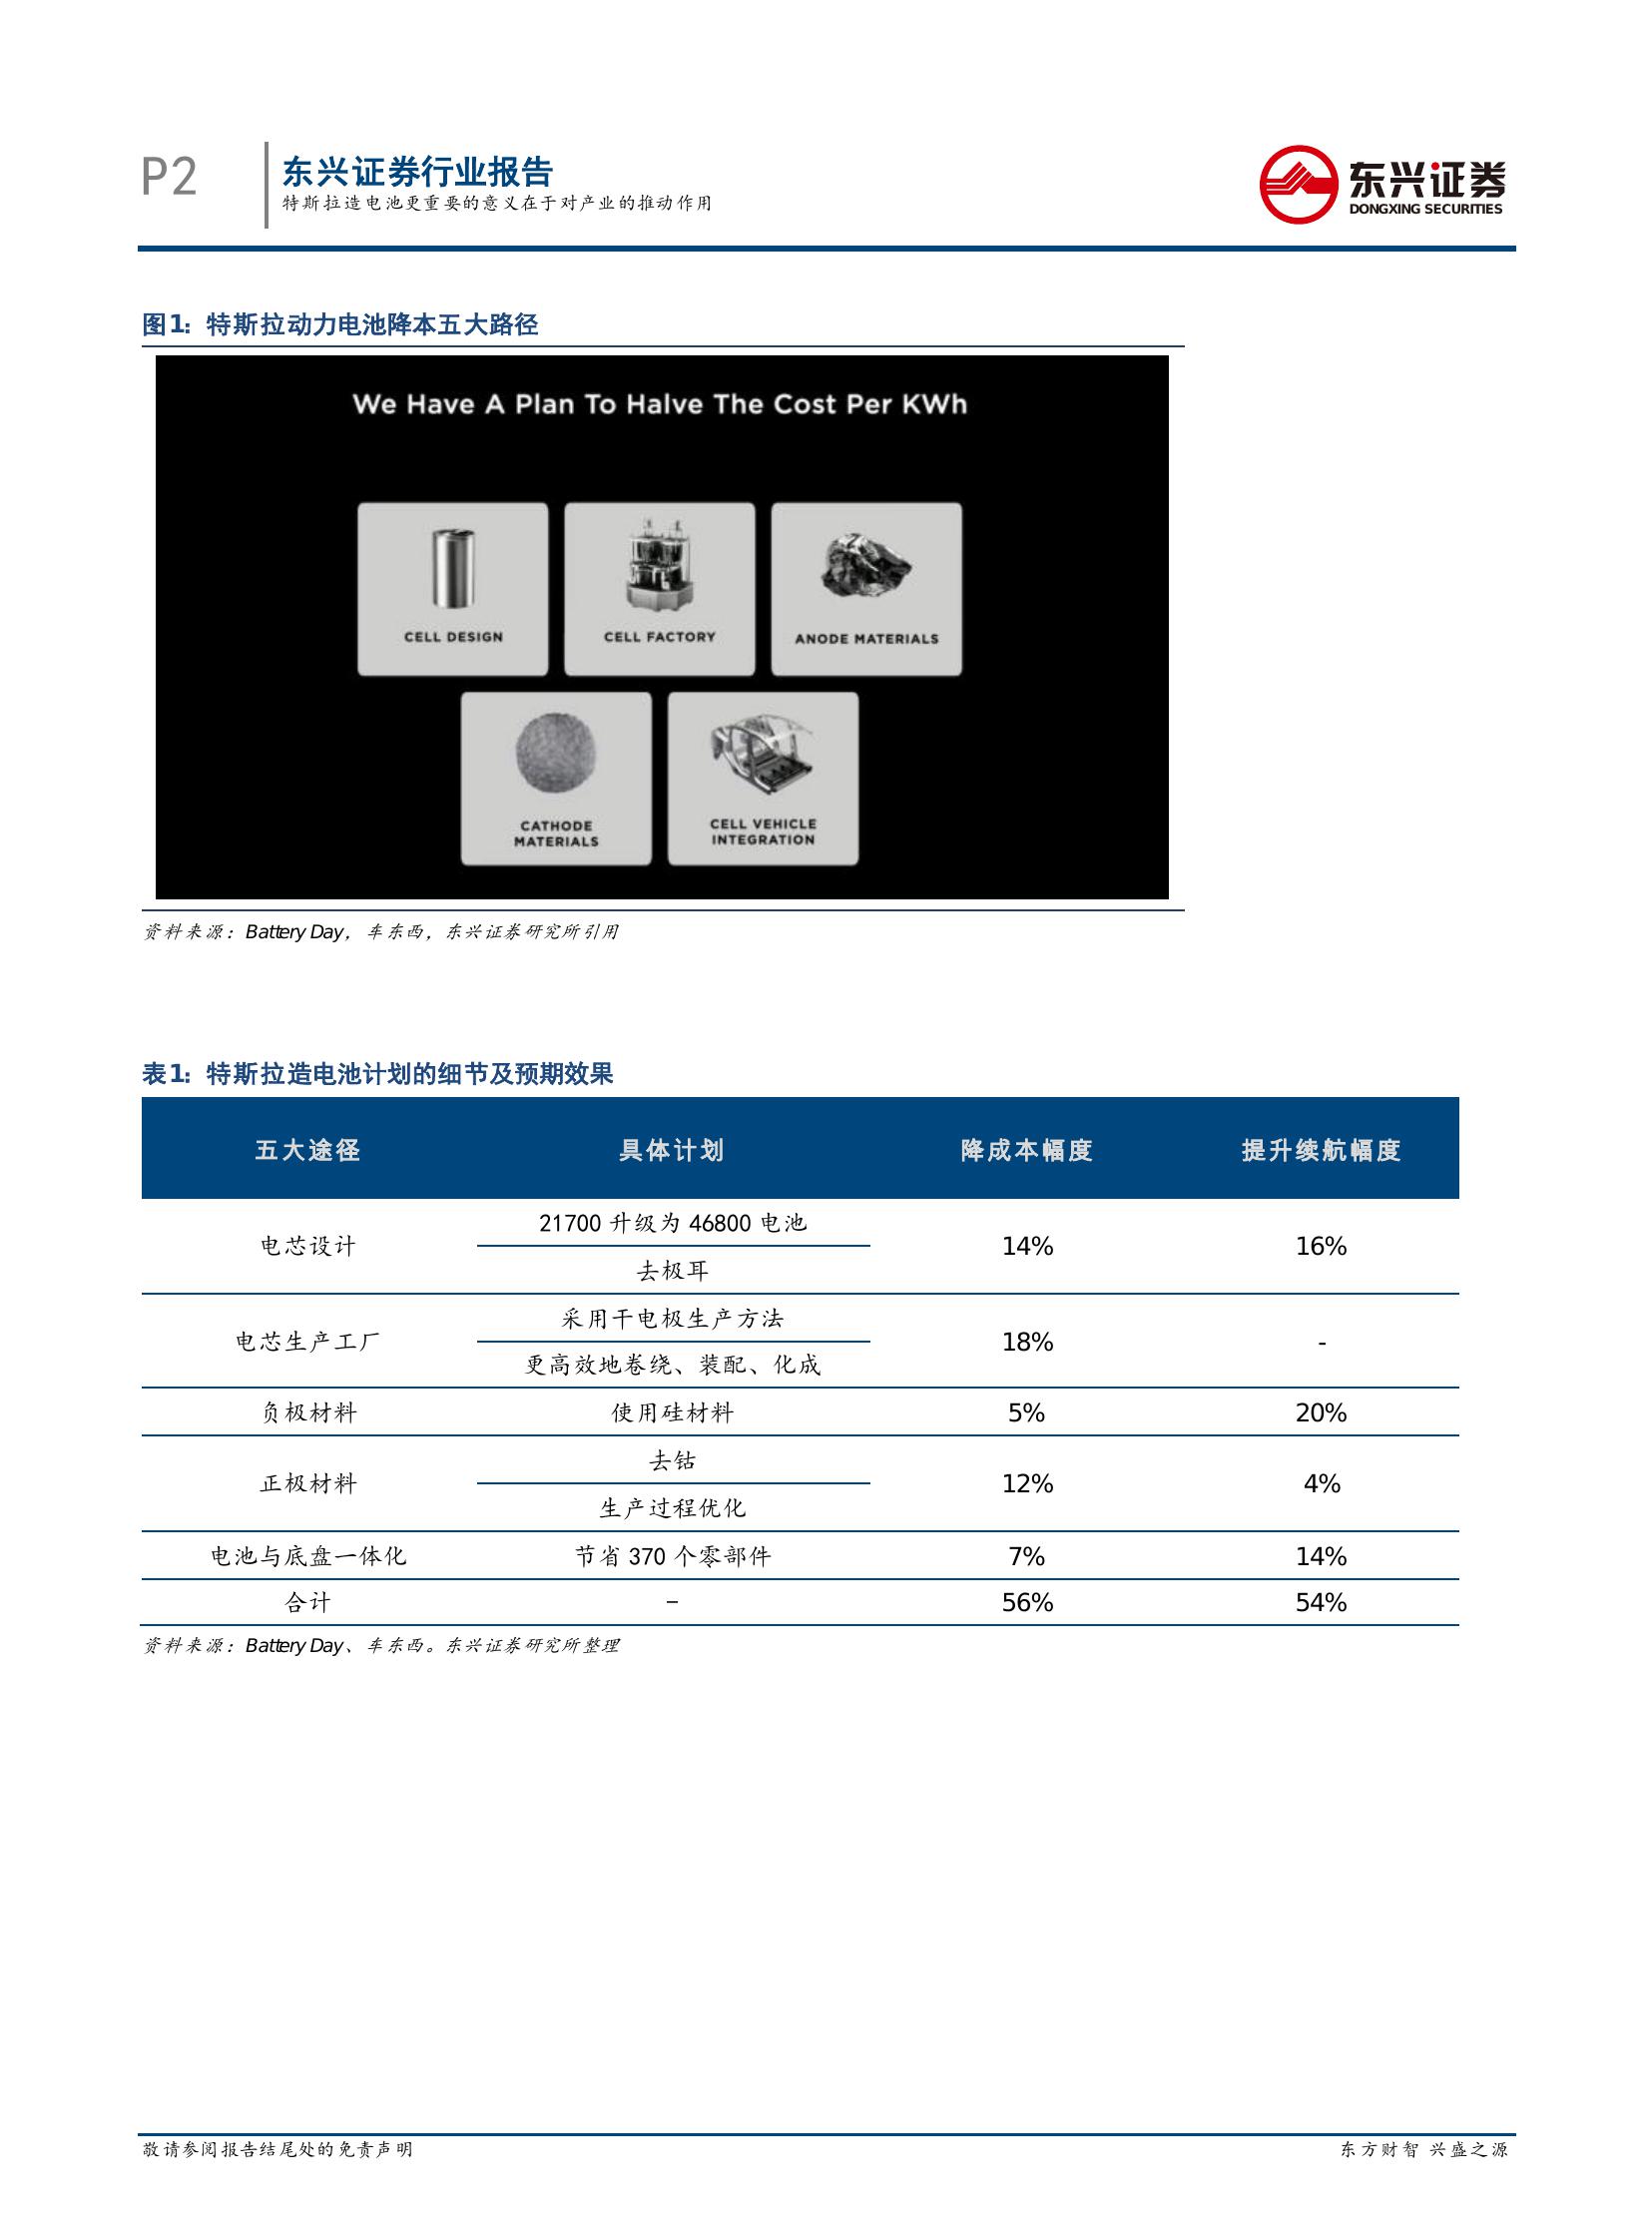 P2
东兴证券行业报告
特斯拉造电池更重要的意义在于对产业的推动作用
东兴证券
DONGXING SECURITIES
图1: 特斯拉动力电池降本五大路径
We Have A Plan To Halve The Cost Per KWh
CELL DESIGN
CELL FACTORY
ANODE MATERIALS
CATHODE
MATERIALS
CELL VEHICLE
INTEGRATION
资料来源：Battery Day，车东西，东兴证券研究所引用
表1: 特斯拉造电池计划的细节及预期效果
五大途径 具体计划 降成本幅度 提升续航幅度
电芯设计 21700 升级为 46800 电池 14% 16%
去极耳
电芯生产工厂 采用干电极生产方法 18% -
更高效地卷绕、装配、化成
负极材料 使用硅材料 5% 20%
正极材料 去钴 12% 4%
生产过程优化
电池与底盘一体化 节省 370 个零部件 7% 14%
合计 – 56% 54%
资料来源：Battery Day、车东西。东兴证券研究所整理
敬请参阅报告结尾处的免责声明
东方财智 兴盛之源